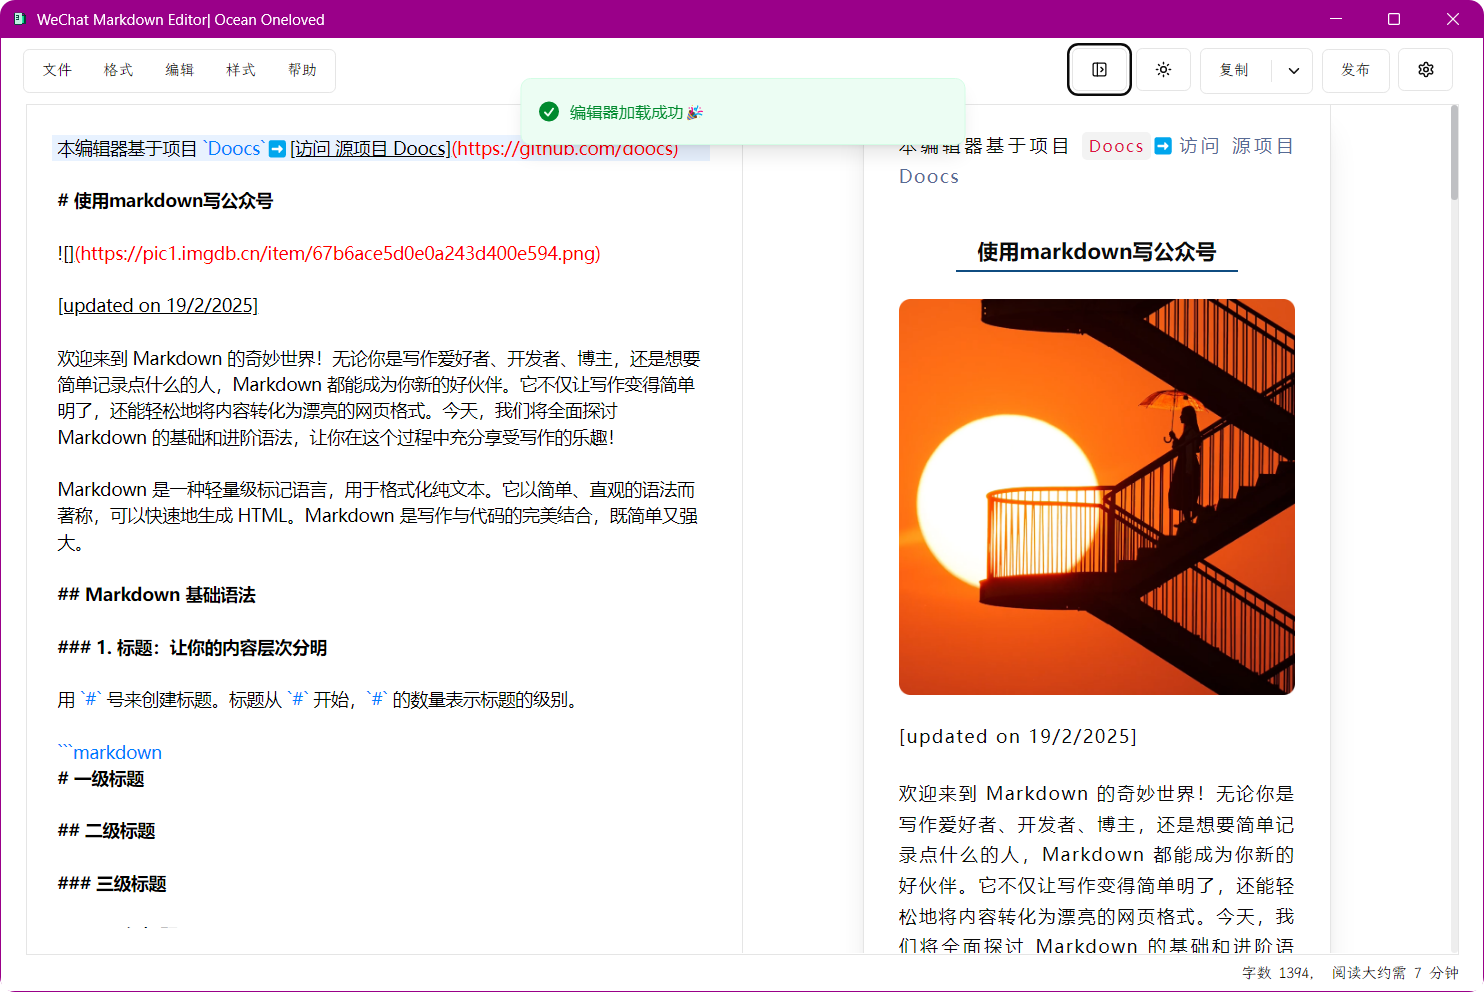 WeChat Markdown Editor| Ocean Oneloved
文件 格式 编辑 样式 帮助
复制 发布
编辑器加载成功🎉
本编辑器基于项目 `Doocs`➡️[访问 源项目 Doocs](https://github.com/doocs)
# 使用markdown写公众号
![](https://pic1.imgdb.cn/item/67b6ace5d0e0a243d400e594.png)
[updated on 19/2/2025]
欢迎来到 Markdown 的奇妙世界！无论你是写作爱好者、开发者、博主，还是想要
简单记录点什么的人，Markdown 都能成为你新的好伙伴。它不仅让写作变得简单
明了，还能轻松地将内容转化为漂亮的网页格式。今天，我们将全面探讨
Markdown 的基础和进阶语法，让你在这个过程中充分享受写作的乐趣！
Markdown 是一种轻量级标记语言，用于格式化纯文本。它以简单、直观的语法而
著称，可以快速地生成 HTML。Markdown 是写作与代码的完美结合，既简单又强
大。
## Markdown 基础语法
### 1. 标题：让你的内容层次分明
用 `#` 号来创建标题。标题从 `#` 开始，`#` 的数量表示标题的级别。
```markdown
# 一级标题
## 二级标题
### 三级标题
本编辑器基于项目 Doocs ➡️ 访问 源项目
Doocs
使用markdown写公众号
[updated on 19/2/2025]
欢迎来到 Markdown 的奇妙世界！无论你是
写作爱好者、开发者、博主，还是想要简单记
录点什么的人，Markdown 都能成为你新的
好伙伴。它不仅让写作变得简单明了，还能轻
松地将内容转化为漂亮的网页格式。今天，我
们将全面探讨 Markdown 的基础和进阶语
字数 1394， 阅读大约需 7 分钟